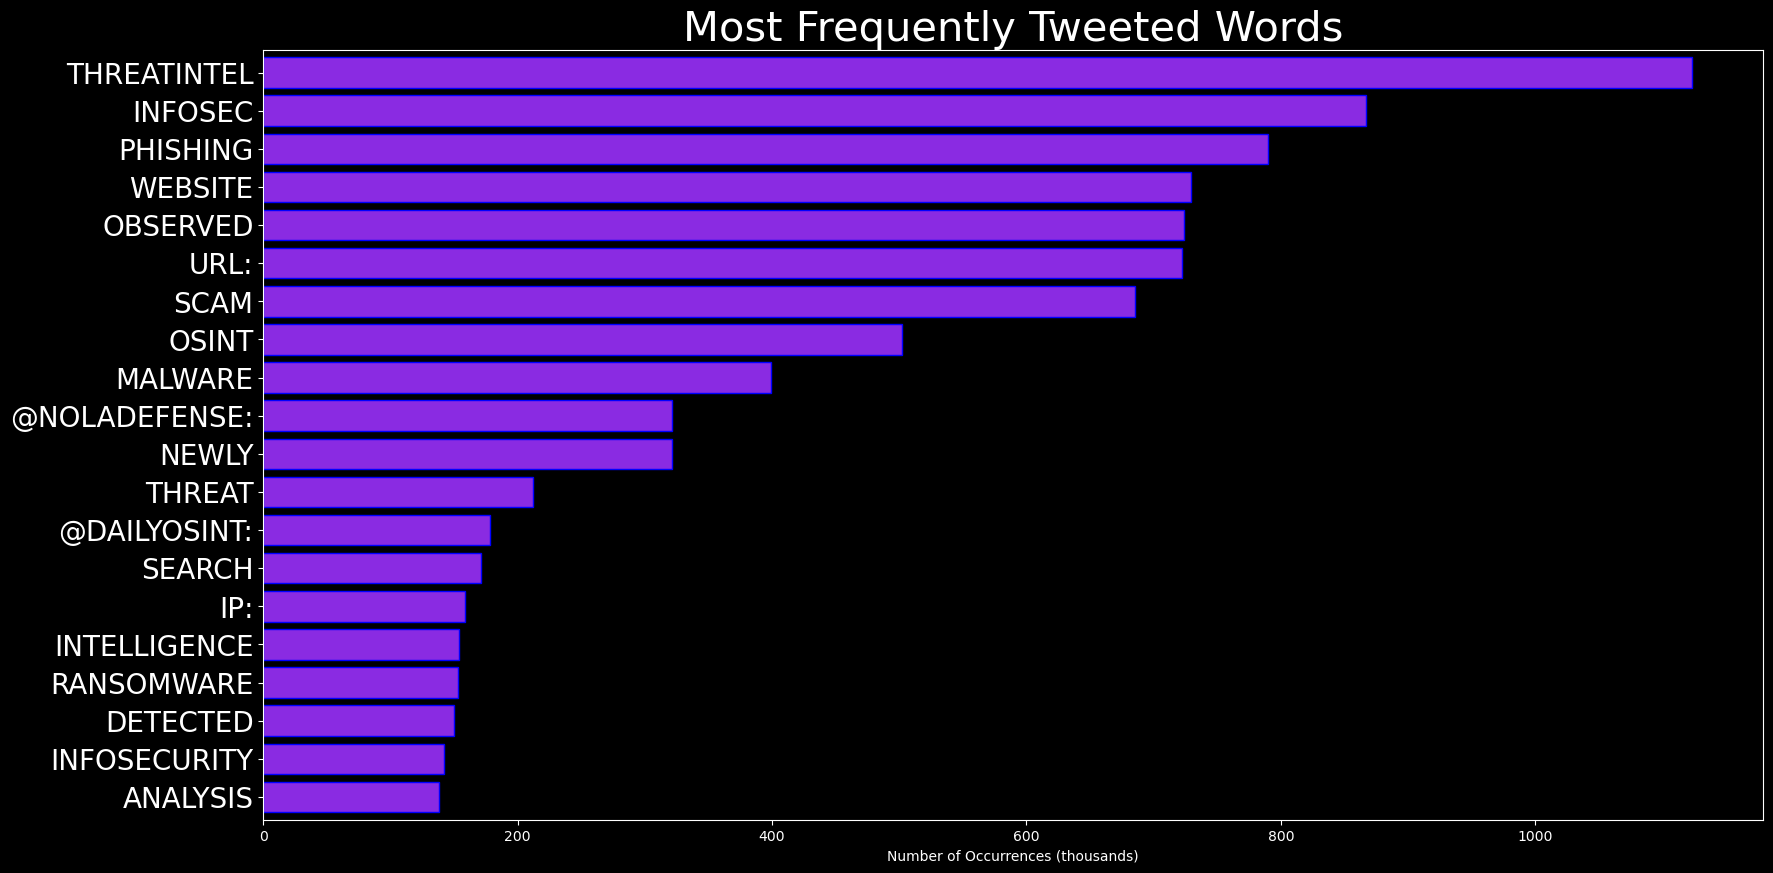 Most Frequently Tweeted Words
THREATINTEL
INFOSEC
PHISHING
WEBSITE
OBSERVED
URL:
SCAM
OSINT
MALWARE
@NOLADEFENSE:
NEWLY
THREAT
@DAILYOSINT:
SEARCH
IP:
INTELLIGENCE
RANSOMWARE
DETECTED
INFOSECURITY
ANALYSIS
0 200 400 600 800 1000
Number of Occurrences (thousands)